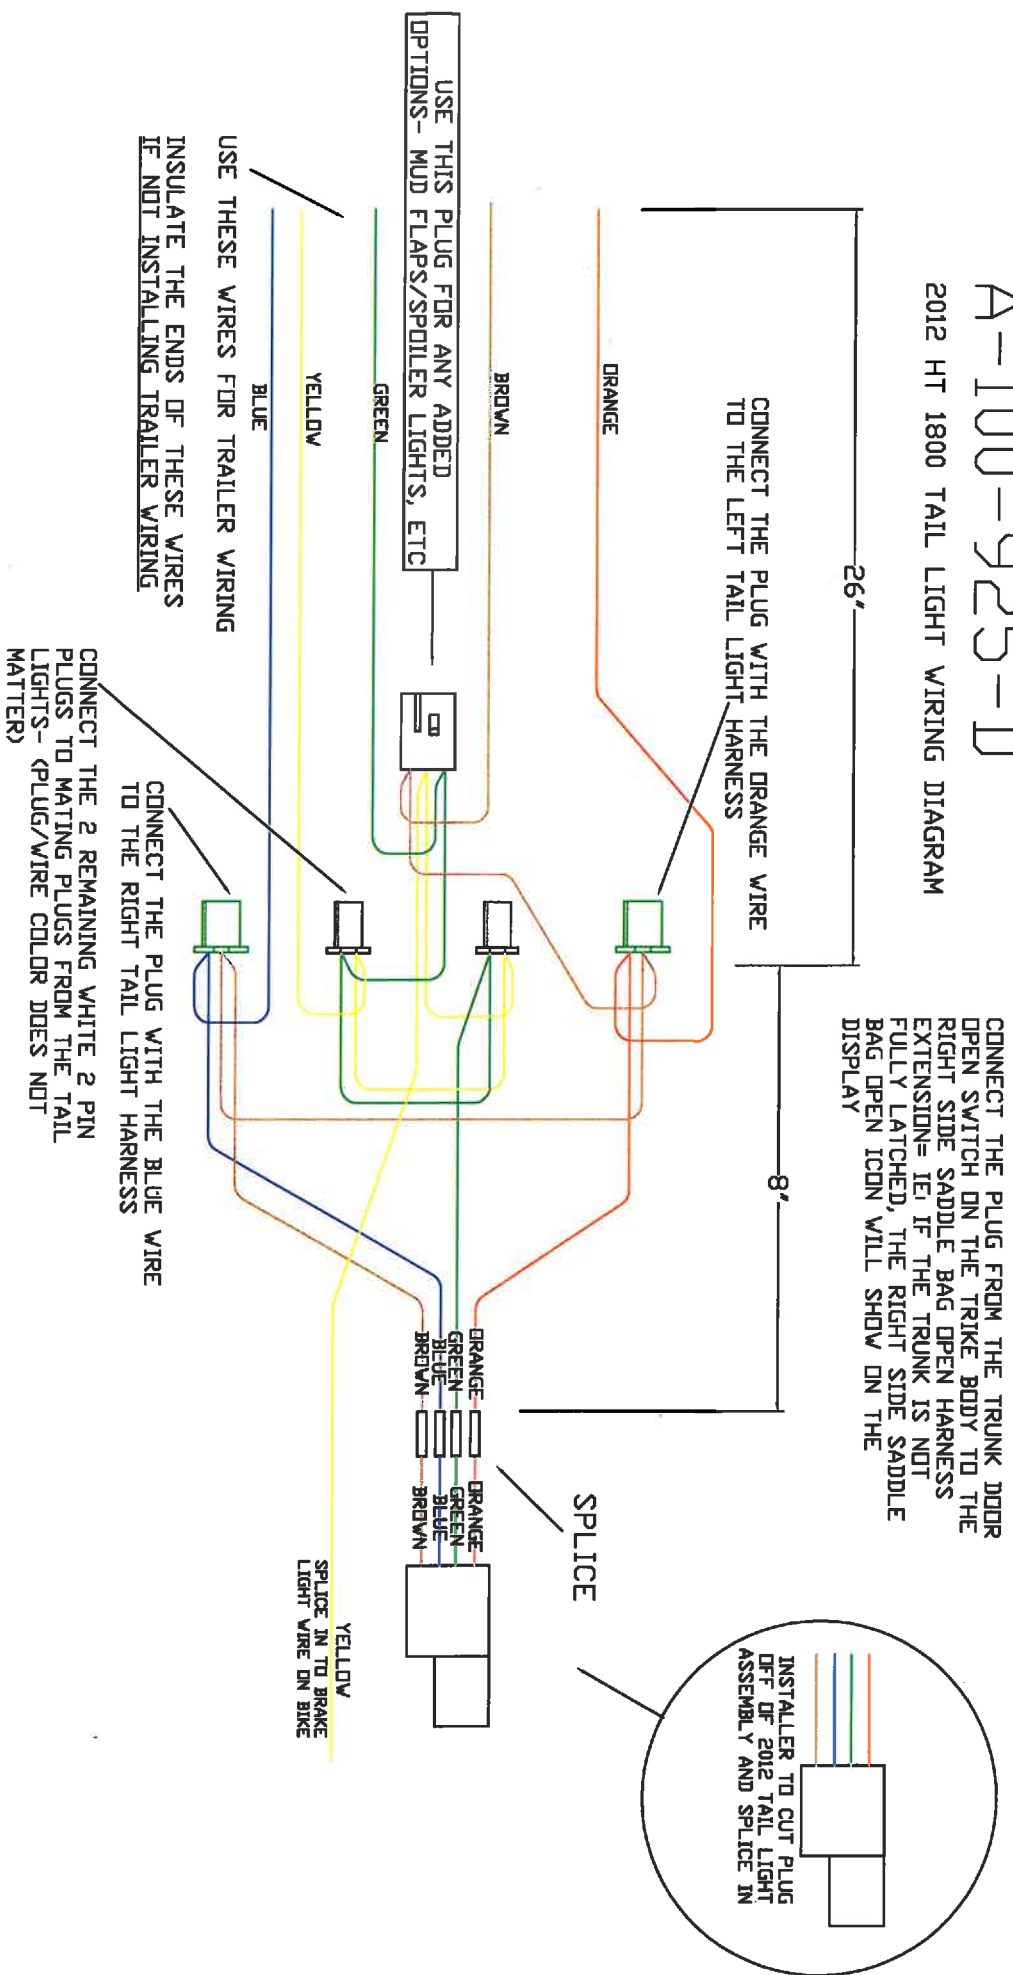 A-100-925-D
2012 HT 1800 TAIL LIGHT WIRING DIAGRAM
26"
8"
CONNECT THE PLUG FROM THE TRUNK DOOR
OPEN SWITCH ON THE TRIKE BODY TO THE
RIGHT SIDE SADDLE BAG OPEN HARNESS
EXTENSION= IE: IF THE TRUNK IS NOT
FULLY LATCHED, THE RIGHT SIDE SADDLE
BAG OPEN ICON WILL SHOW ON THE
DISPLAY
CONNECT THE PLUG WITH THE ORANGE WIRE
TO THE LEFT TAIL LIGHT HARNESS
INSTALLER TO CUT PLUG
OFF OF 2012 TAIL LIGHT
ASSEMBLY AND SPLICE IN
SPLICE
ORANGE
BROWN
USE THIS PLUG FOR ANY ADDED
OPTIONS- MUD FLAPS/SPOILER LIGHTS, ETC
GREEN
YELLOW
BLUE
ORANGE
GREEN
BLUE
BROWN
ORANGE
GREEN
BLUE
BROWN
YELLOW
SPLICE IN TO BRAKE
LIGHT WIRE ON BIKE
USE THESE WIRES FOR TRAILER WIRING
INSULATE THE ENDS OF THESE WIRES
IF NOT INSTALLING TRAILER WIRING
CONNECT THE PLUG WITH THE BLUE WIRE
TO THE RIGHT TAIL LIGHT HARNESS
CONNECT THE 2 REMAINING WHITE 2 PIN
PLUGS TO MATING PLUGS FROM THE TAIL
LIGHTS- (PLUG/WIRE COLOR DOES NOT
MATTER)